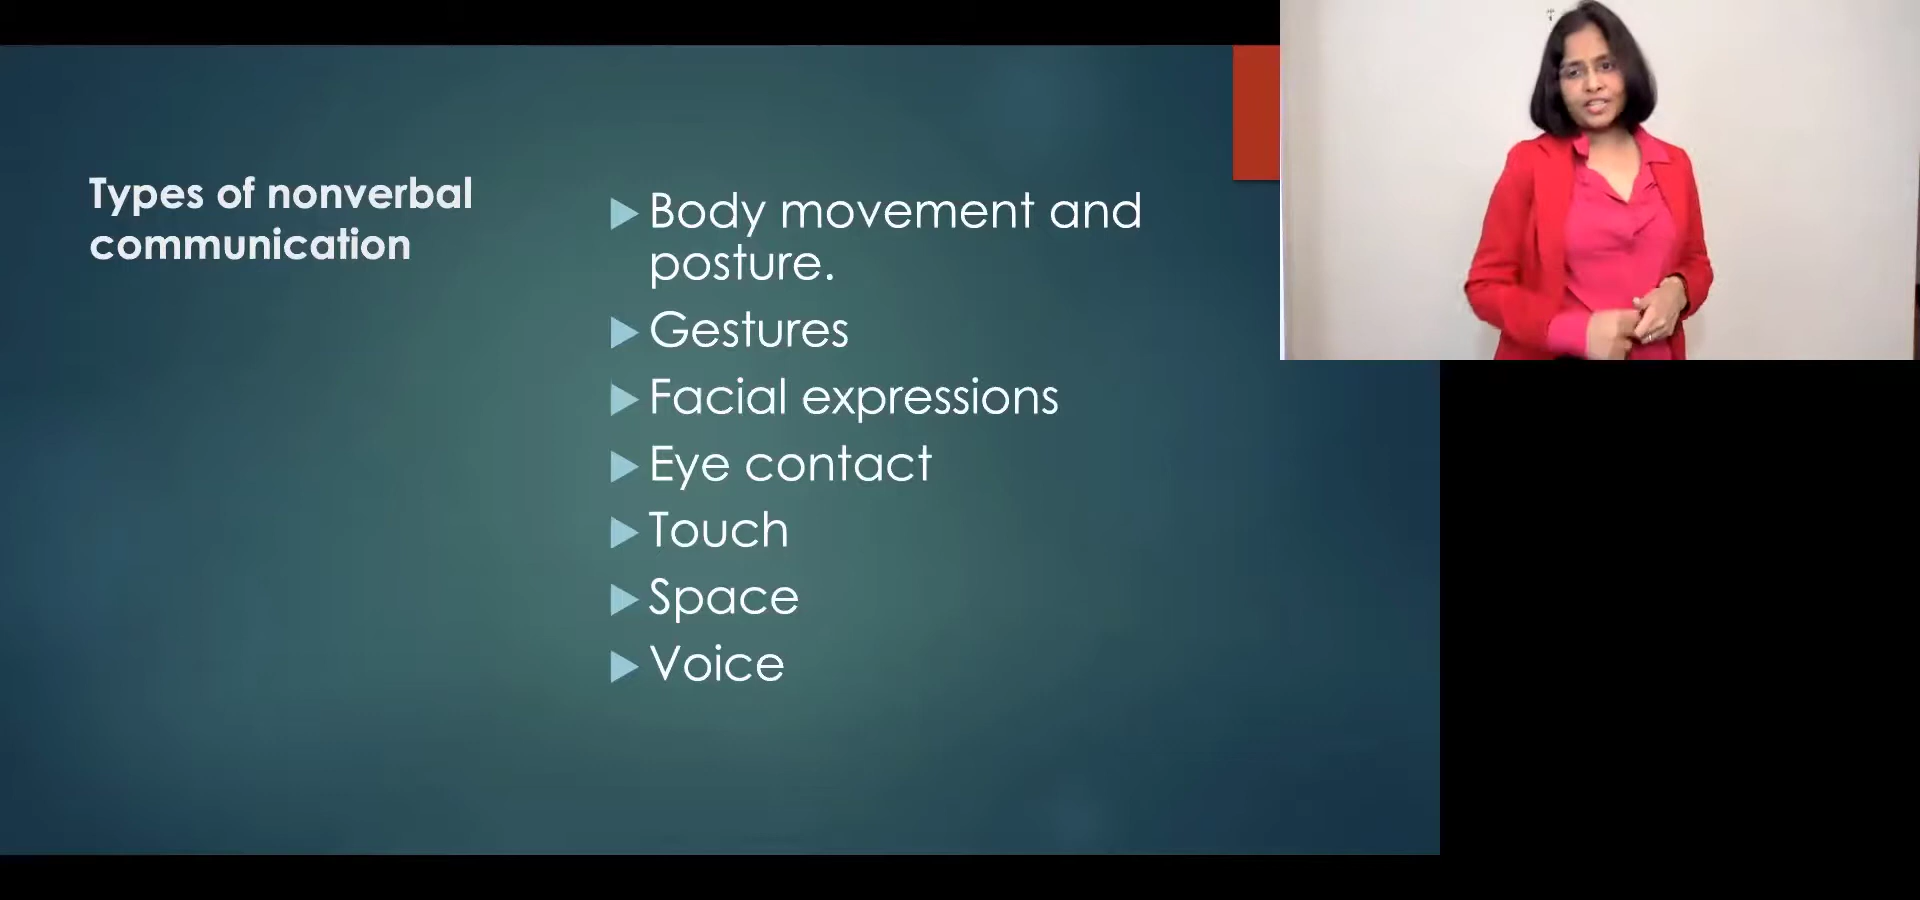 Types of nonverbal
communication
Body movement and
posture.
Gestures
Facial expressions
Eye contact
Touch
Space
Voice